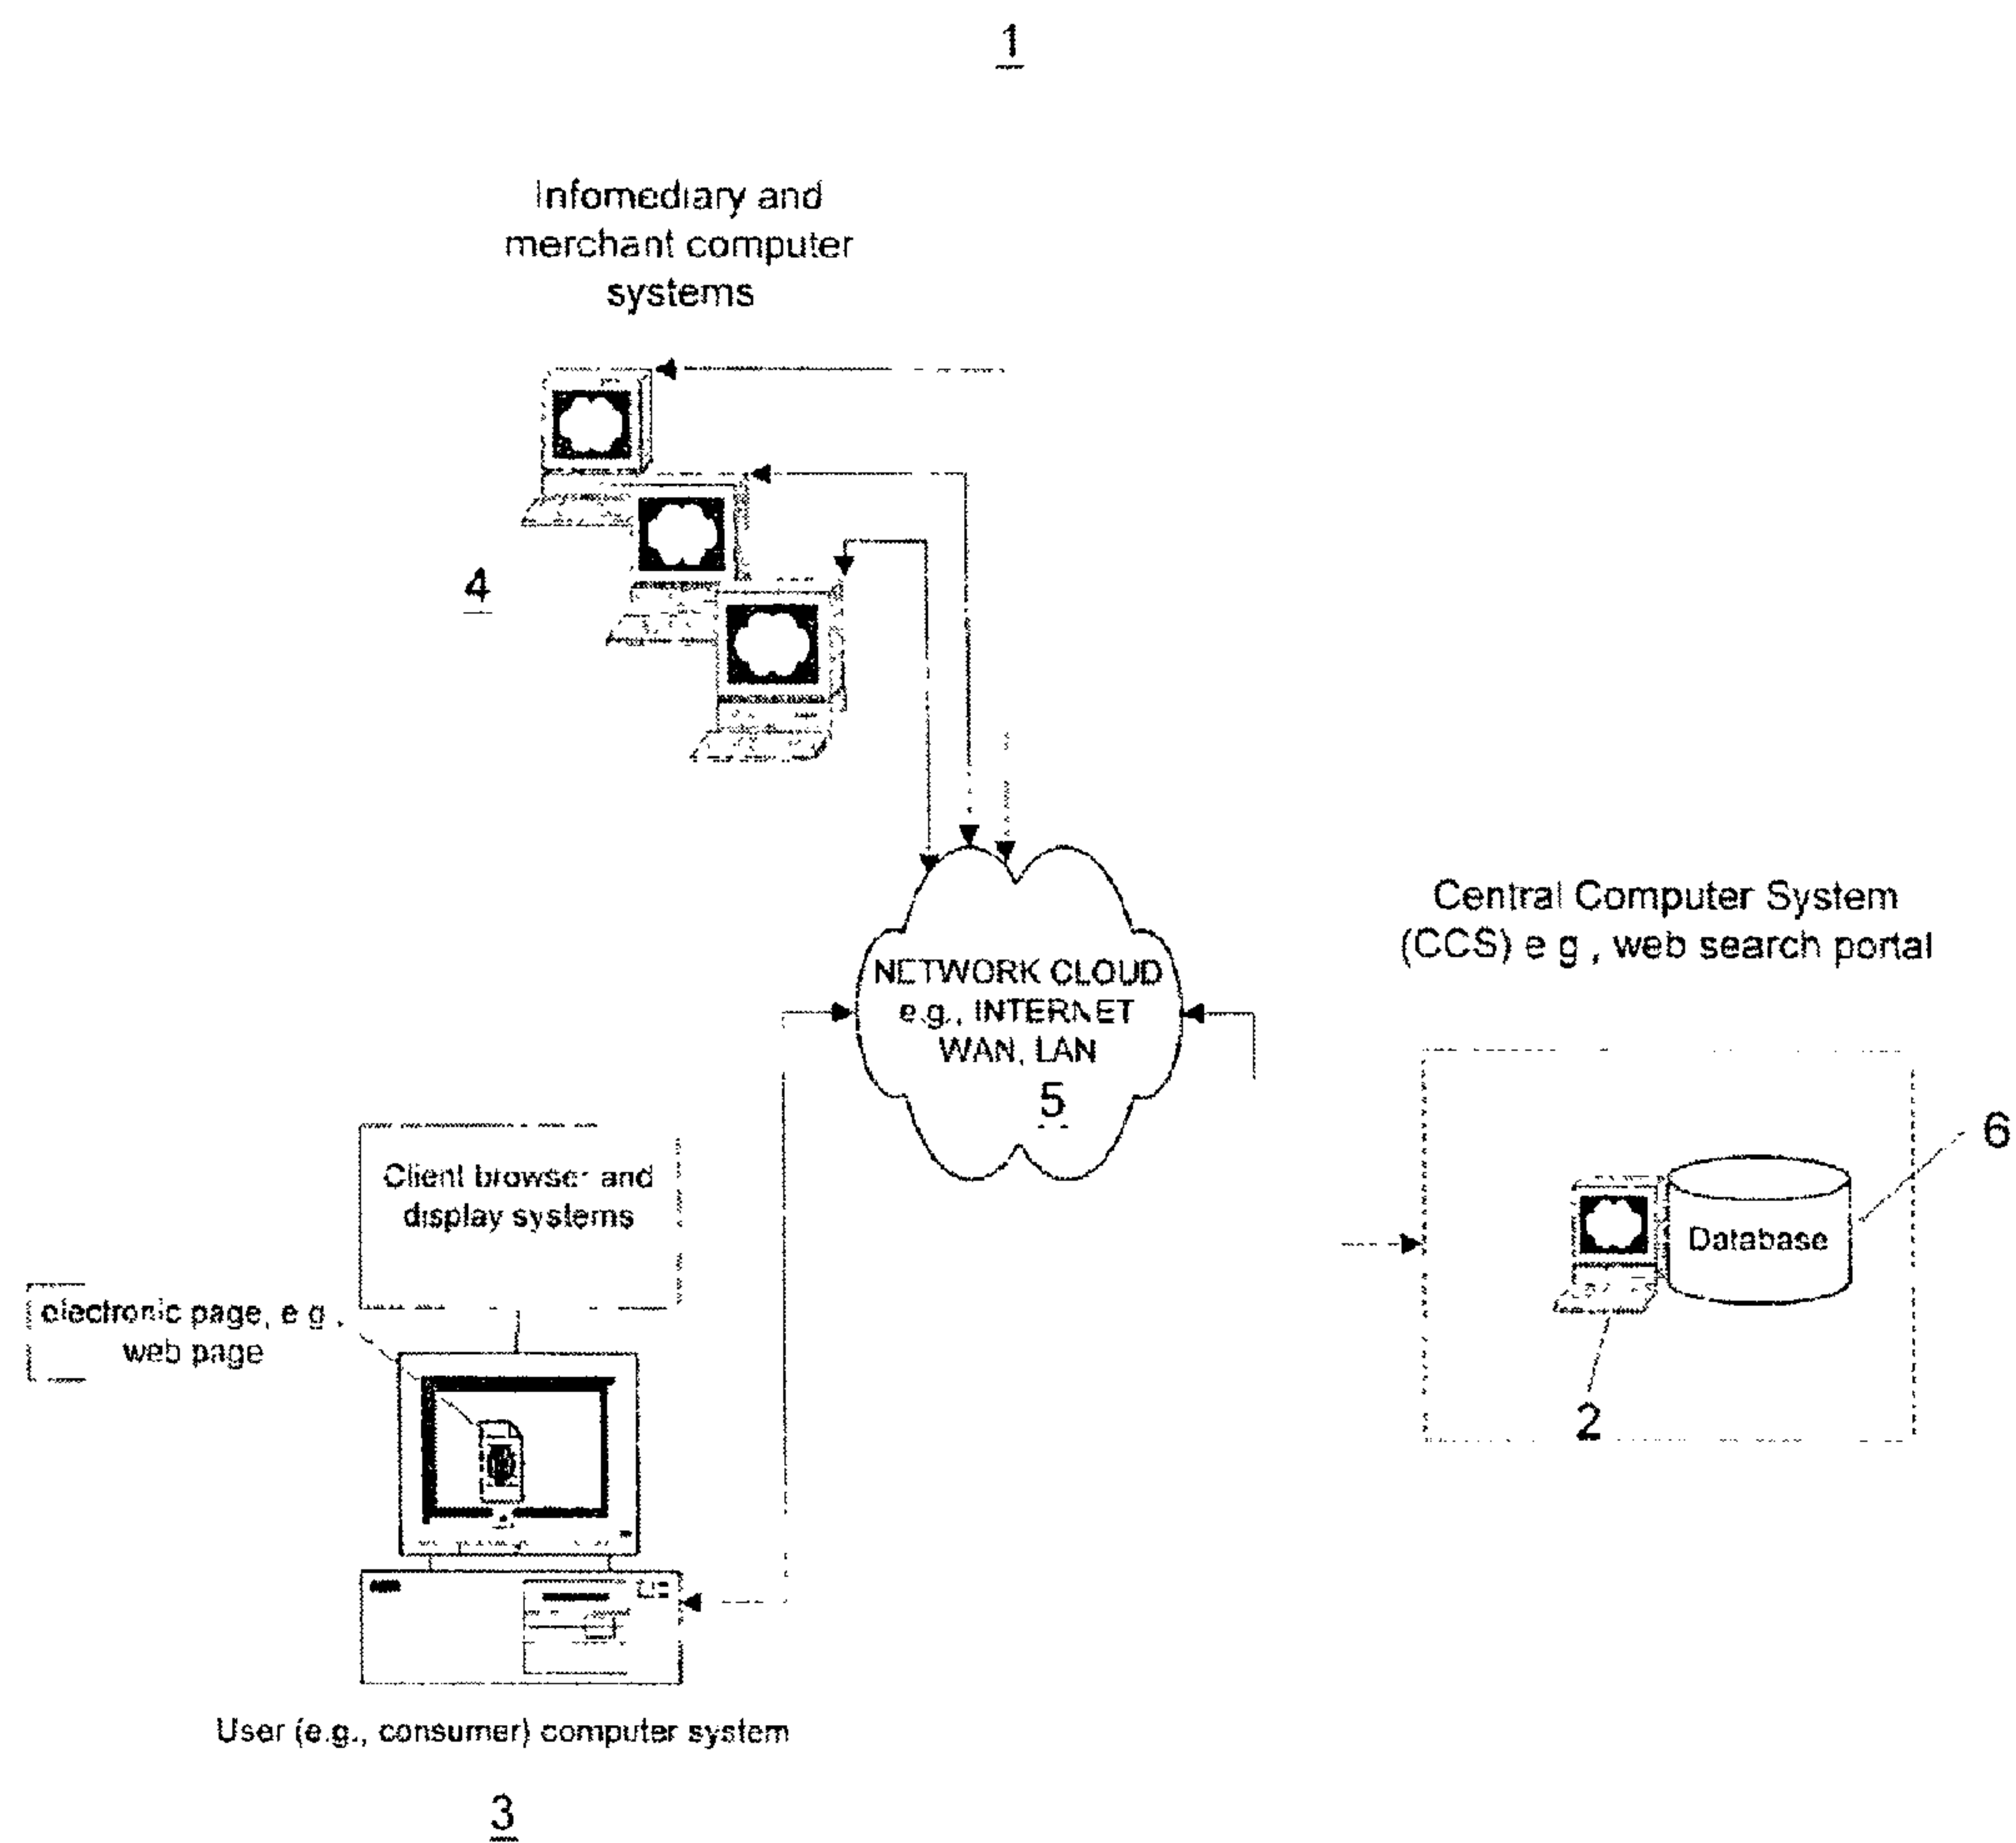 1
Infomediary and
merchant computer
systems
4
NETWORK CLOUD
e.g., INTERNET
WAN, LAN
5
Central Computer System
(CCS) e g , web search portal
6
Database
2
Client browser and
display systems
electronic page, e g ,
web page
User (e.g., consumer) computer system
3